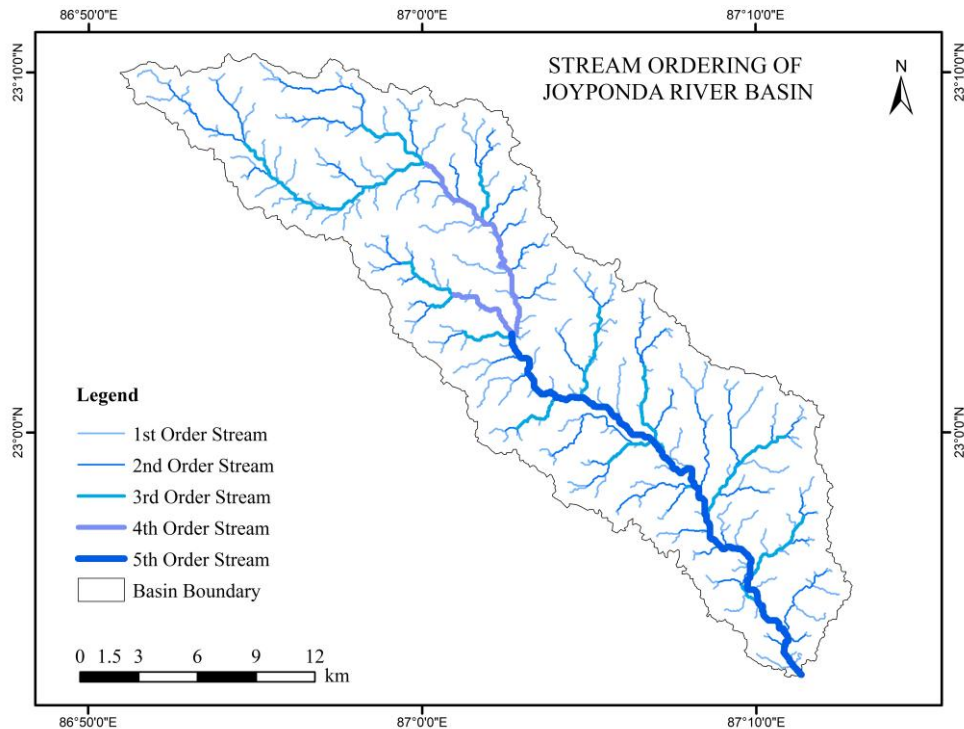 86°50'0"E 87°0'0"E 87°10'0"E
23°10'0"N
23°10'0"N
STREAM ORDERING OF
JOYPONDA RIVER BASIN
N
Legend
1st Order Stream
2nd Order Stream
3rd Order Stream
4th Order Stream
5th Order Stream
Basin Boundary
23°0'0"N
23°0'0"N
0 1.5 3 6 9 12
km
86°50'0"E 87°0'0"E 87°10'0"E